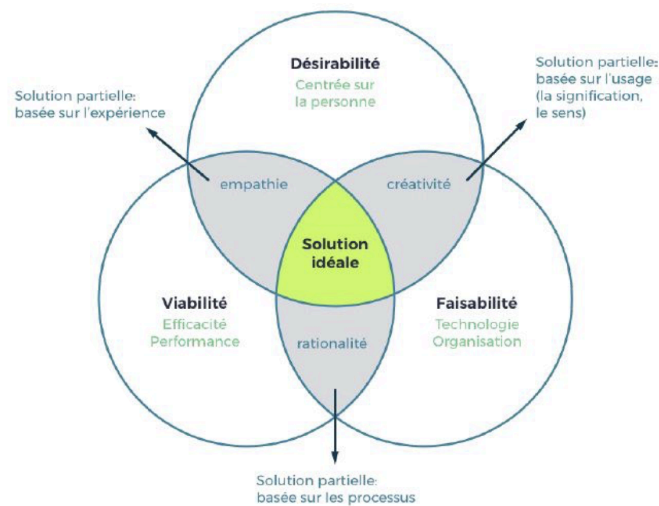 Désirabilité
Centrée sur
la personne
Solution partielle:
basée sur l'expérience
Solution partielle:
basée sur l'usage
(la signification,
le sens)
empathie
créativité
Solution
idéale
Viabilité
Efficacité
Performance
Faisabilité
Technologie
Organisation
rationalité
Solution partielle:
basée sur les processus